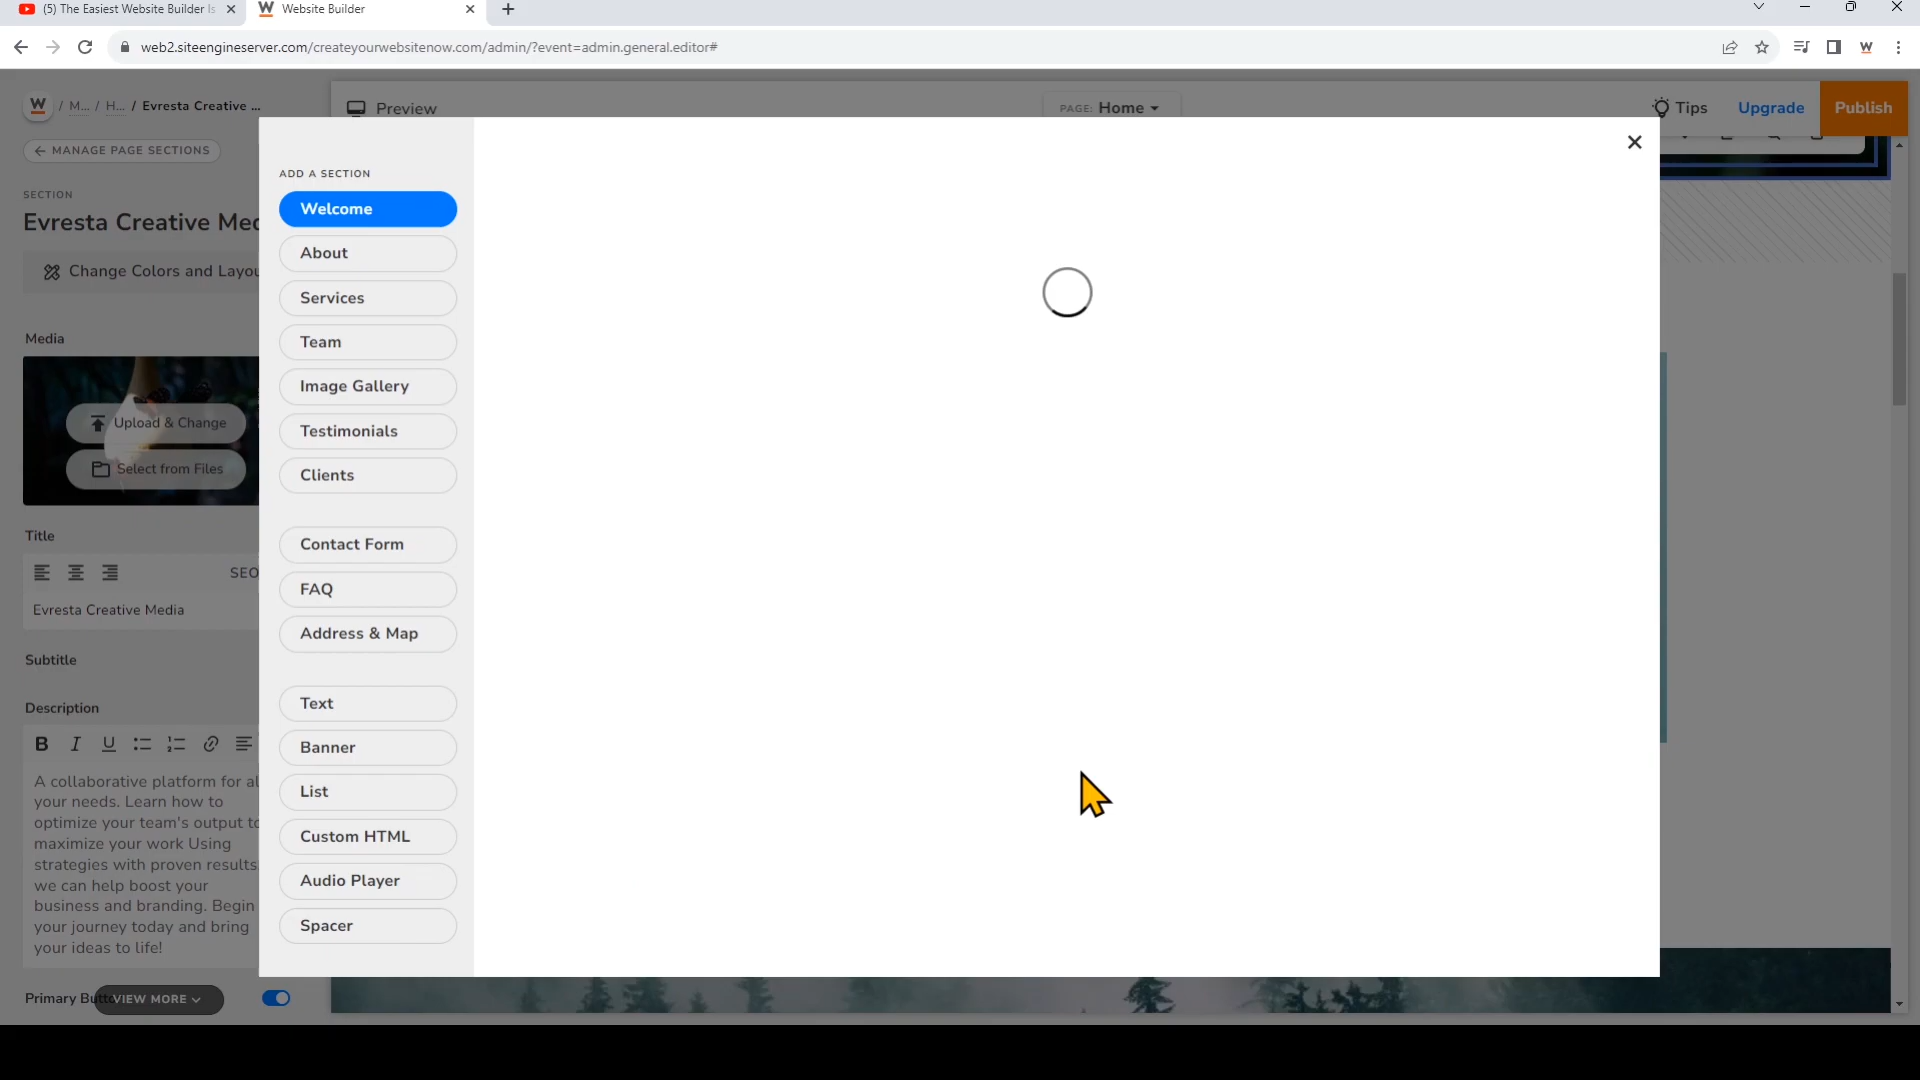 (5) The Easiest Website Builder Is
Website Builder
web2.siteengineserver.com/createyourwebsitenow.com/admin/?event=admin.general.editor#
W / M... / H... / Evresta Creative ...
Preview
PAGE: Home
Tips
Upgrade
Publish
MANAGE PAGE SECTIONS
SECTION
Evresta Creative Med
Change Colors and Layou
Media
Upload & Change
Select from Files
Title
SEO
Evresta Creative Media
Subtitle
Description
B I U
A collaborative platform for al
your needs. Learn how to
optimize your team's output to
maximize your work Using
strategies with proven results
we can help boost your
business and branding. Begin
your journey today and bring
your ideas to life!
Primary Butto
VIEW MORE
ADD A SECTION
Welcome
About
Services
Team
Image Gallery
Testimonials
Clients
Contact Form
FAQ
Address & Map
Text
Banner
List
Custom HTML
Audio Player
Spacer